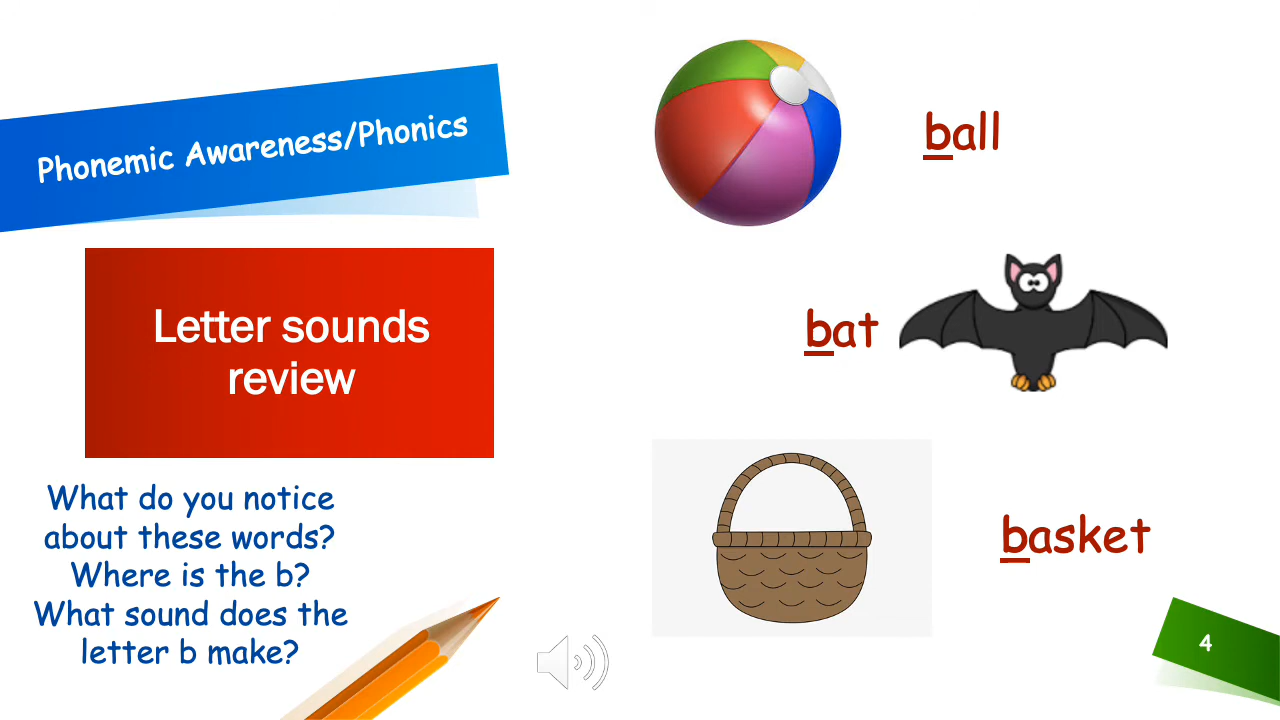 Phonemic Awareness/Phonics
Letter sounds
review
What do you notice
about these words?
Where is the b?
What sound does the
letter b make?
ball
bat
basket
4